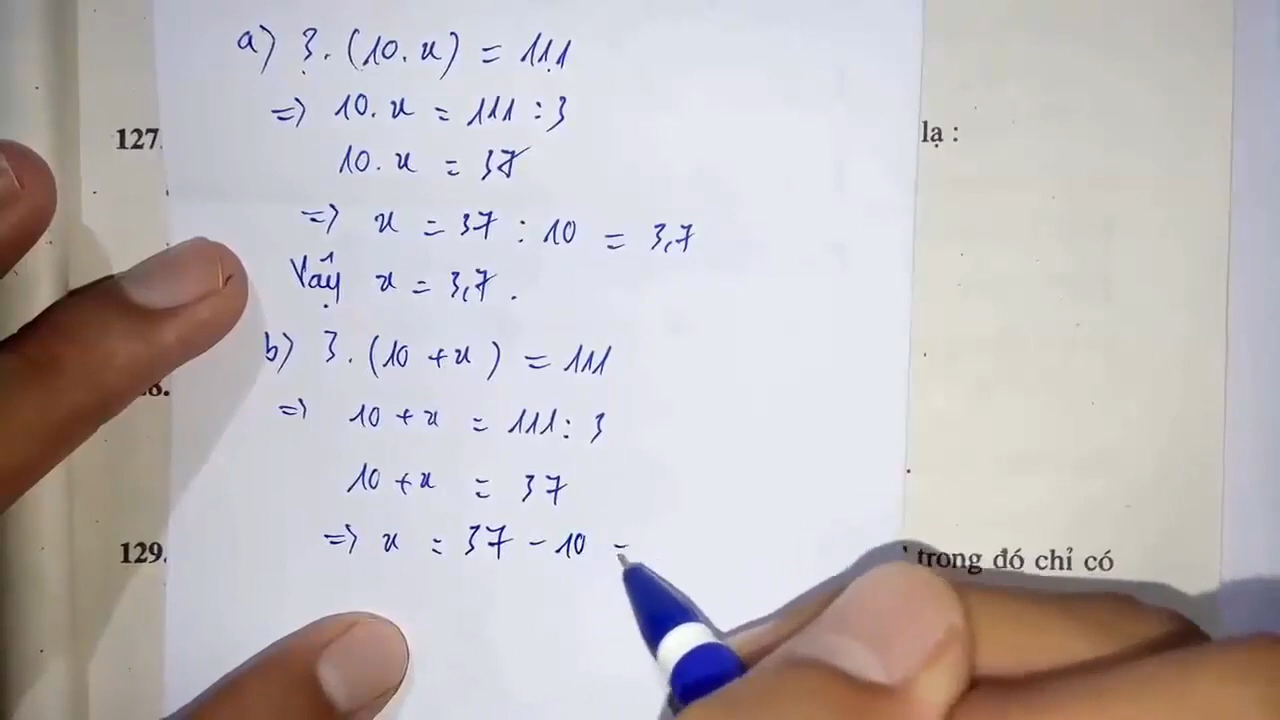 a) 3.(10.x) = 111
127.
lạ :
=> 10.x = 111 : 3
10.x = 37
=> x = 37 : 10 = 3,7
Vậy x = 3,7.
b) 3.(10 + x) = 111
8.
=> 10 + x = 111 : 3
10 + x = 37
=> x = 37 - 10 =
129.
trong đó chỉ có